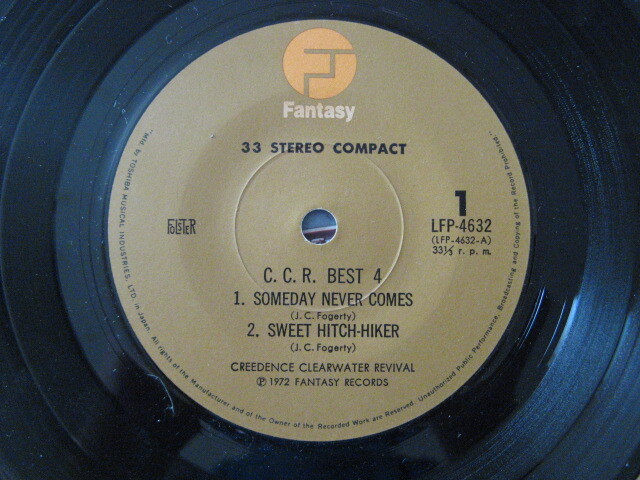 Fantasy
33 STEREO COMPACT
FOLSTER
1
LFP-4632
(LFP-4632-A)
33⅓ r. p. m.
C. C. R. BEST 4
1. SOMEDAY NEVER COMES
(J. C. Fogerty)
2. SWEET HITCH-HIKER
(J. C. Fogerty)
CREEDENCE CLEARWATER REVIVAL
℗ 1972 FANTASY RECORDS
"Mfd. by TOSHIBA MUSICAL INDUSTRIES, LTD. in Japan. All rights of the Manufacturer and of the Owner of the Recorded Work are Reserved. Unauthorized Public Performance, Broadcasting and Copying of the Record Prohibited."